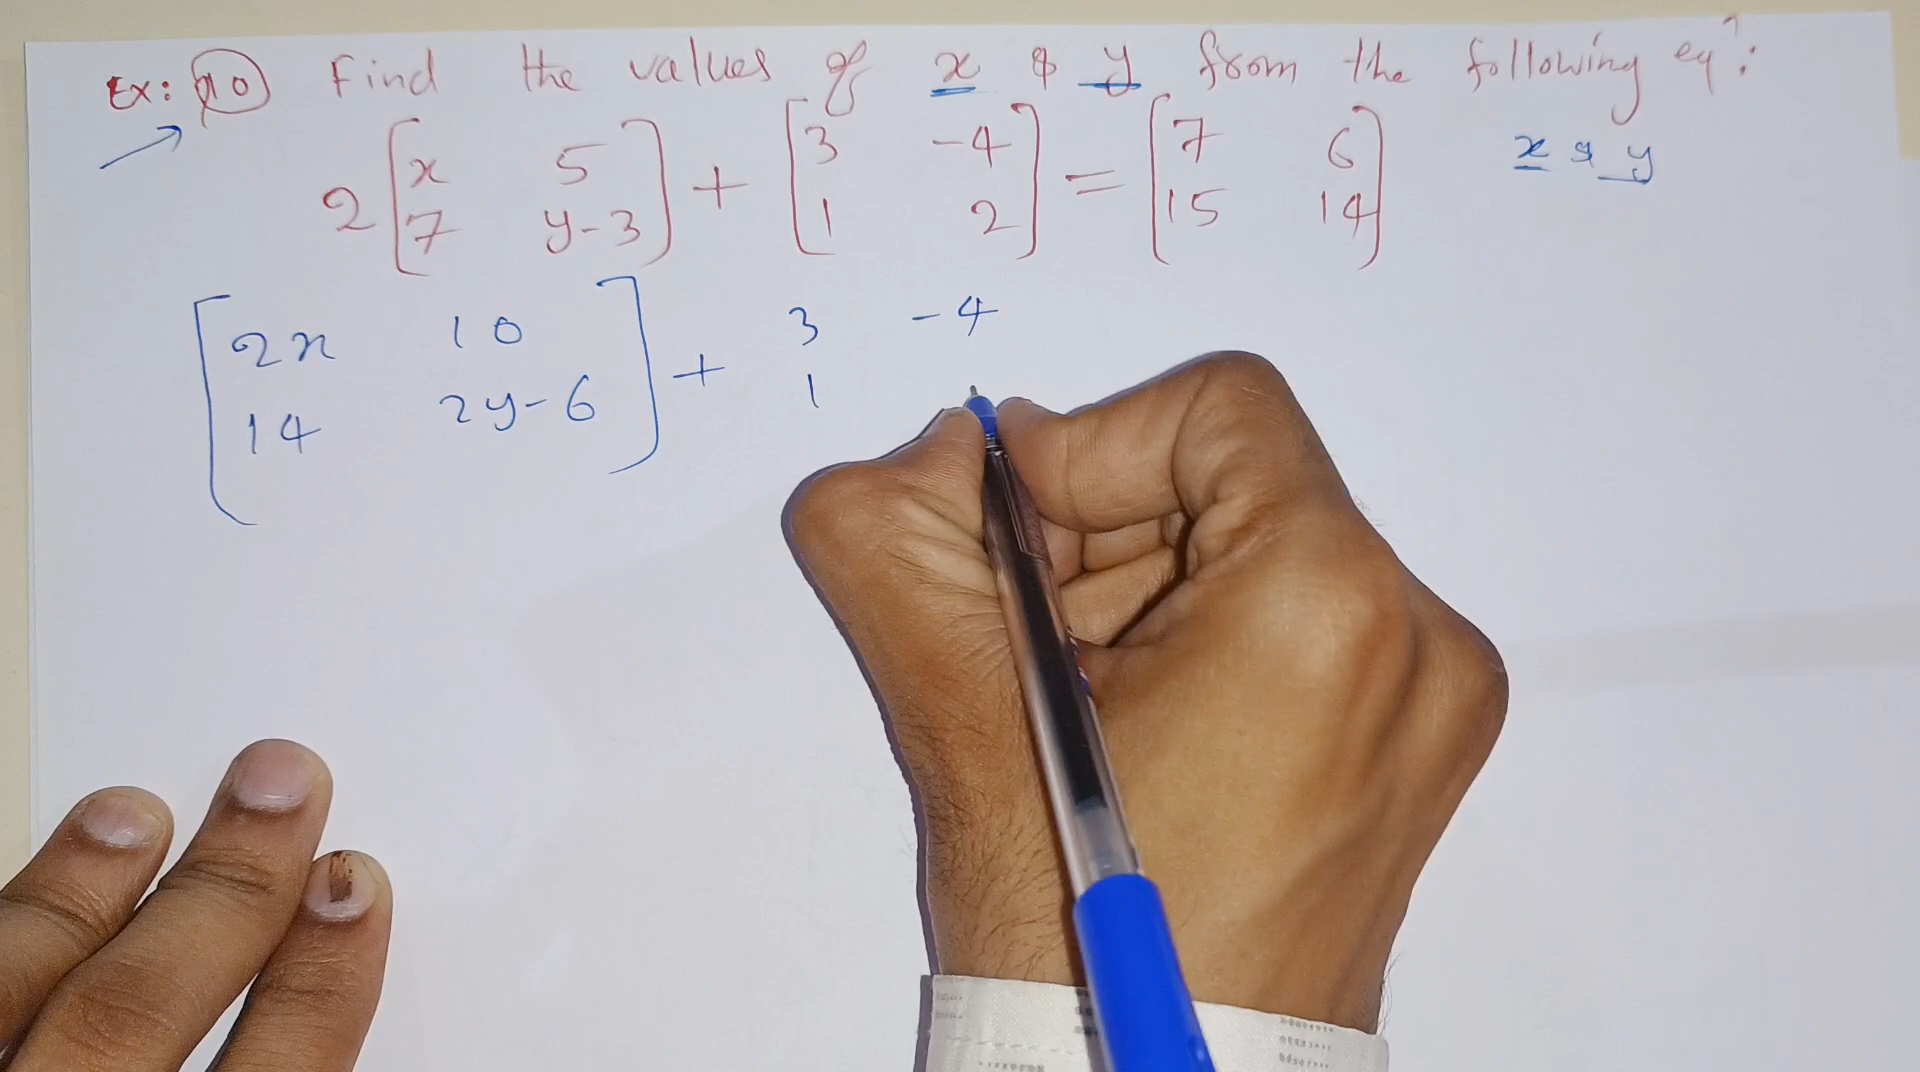 Ex: 10 Find the values of x & y from the following eqⁿ:
2 [x 5 7 y-3] + [3 -4 1 2] = [7 6 15 14] x & y
[2x 10 14 2y-6] + 3 -4 1